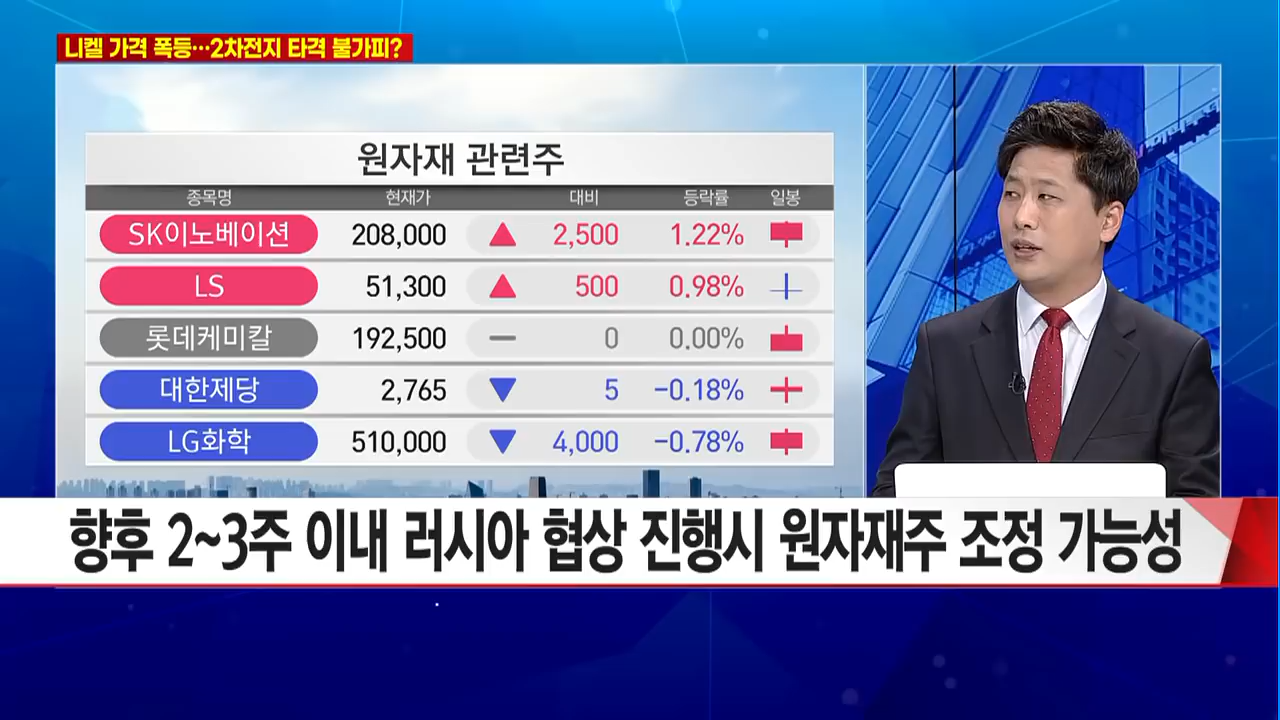 니켈 가격 폭등…2차전지 타격 불가피?
원자재 관련주
종목명 현재가 대비 등락률 일봉
SK이노베이션 208,000 ▲ 2,500 1.22%
LS 51,300 ▲ 500 0.98%
롯데케미칼 192,500 － 0 0.00%
대한제당 2,765 ▼ 5 -0.18%
LG화학 510,000 ▼ 4,000 -0.78%
향후 2~3주 이내 러시아 협상 진행시 원자재주 조정 가능성